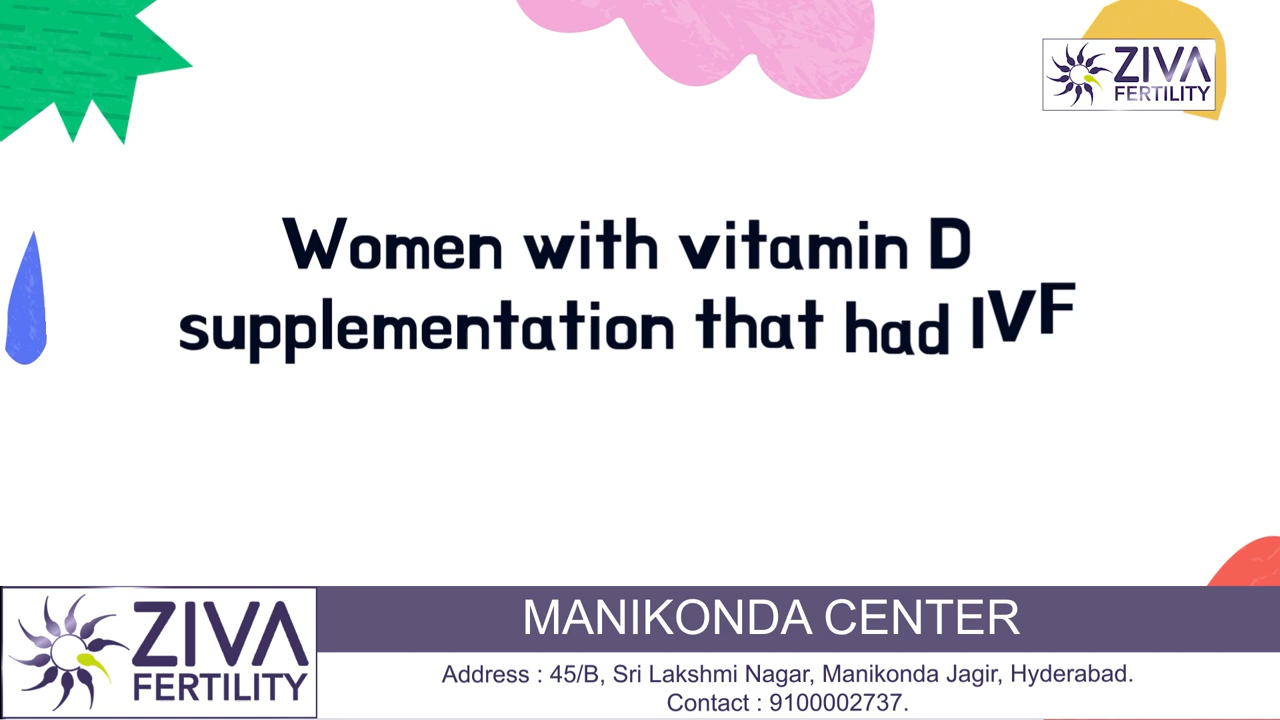 ZIVA
FERTILITY
Women with vitamin D
supplementation that had IVF
ZIVA
FERTILITY
MANIKONDA CENTER
Address : 45/B, Sri Lakshmi Nagar, Manikonda Jagir, Hyderabad.
Contact : 9100002737.